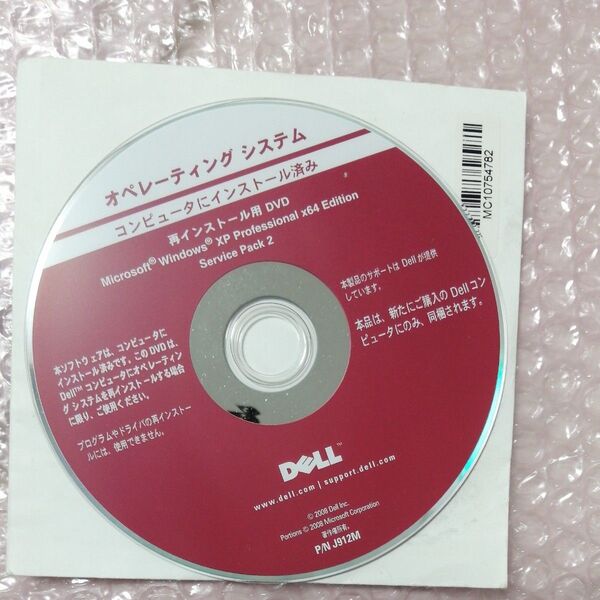 オペレーティング システム
コンピュータにインストール済み
再インストール用 DVD
Microsoft® Windows® XP Professional x64 Edition
Service Pack 2
本ソフトウェアは、コンピュータに
インストール済みです。この DVD は、
Dell™ コンピュータにオペレーティン
グ システムを再インストールする場合
に限り、ご使用ください。
プログラムやドライバの再インストー
ルには、使用できません。
本製品のサポートは Dell が提供
しています。
本品は、新たにご購入の Dell コン
ピュータにのみ、同梱されます。
DELL™
www.dell.com | support.dell.com
© 2008 Dell Inc.
Portions © 2008 Microsoft Corporation
著作権所有。
P/N J912M
MC10754782